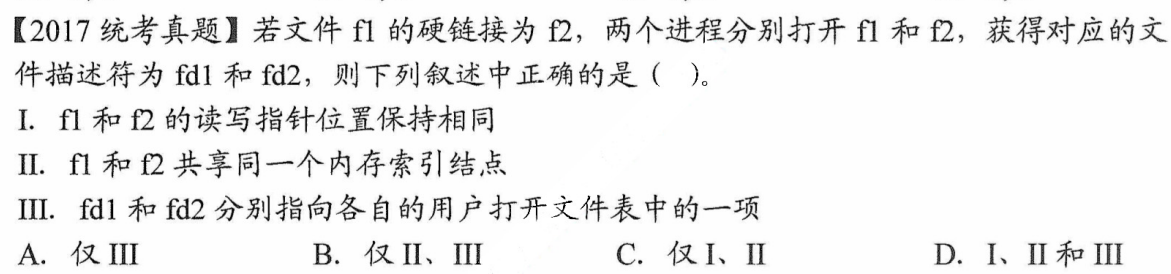 【2017 统考真题】若文件 f1 的硬链接为 f2，两个进程分别打开 f1 和 f2，获得对应的文
件描述符为 fd1 和 fd2，则下列叙述中正确的是（  ）。
I. f1 和 f2 的读写指针位置保持相同
II. f1 和 f2 共享同一个内存索引结点
III. fd1 和 fd2 分别指向各自的用户打开文件表中的一项
A. 仅 III B. 仅 II、III C. 仅 I、II D. I、II 和 III